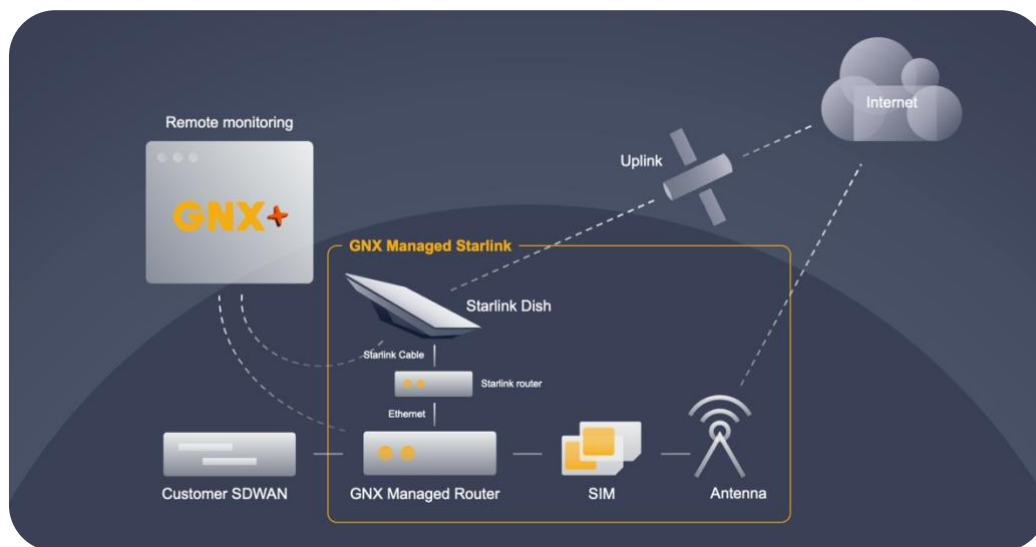 Internet
Remote monitoring
Uplink
GNX+
GNX Managed Starlink
Starlink Dish
Starlink Cable
Starlink router
Ethernet
Customer SDWAN
GNX Managed Router
SIM
Antenna